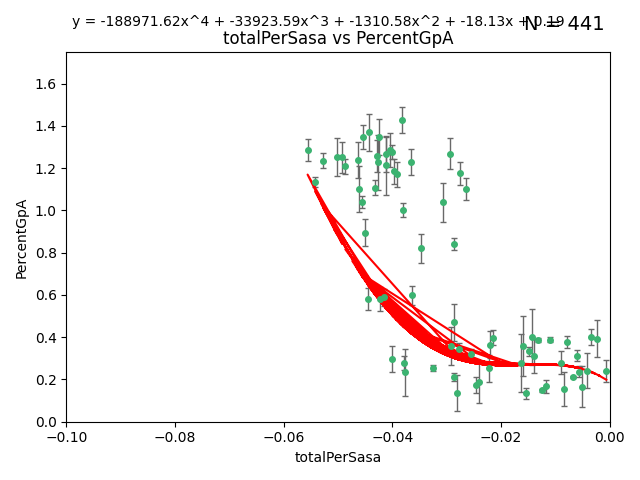 y = -188971.62x^4 + -33923.59x^3 + -1310.58x^2 + -18.13x + 0.19
N = 441
totalPerSasa vs PercentGpA
PercentGpA
1.6
1.4
1.2
1.0
0.8
0.6
0.4
0.2
0.0
−0.10 −0.08 −0.06 −0.04 −0.02 0.00
totalPerSasa